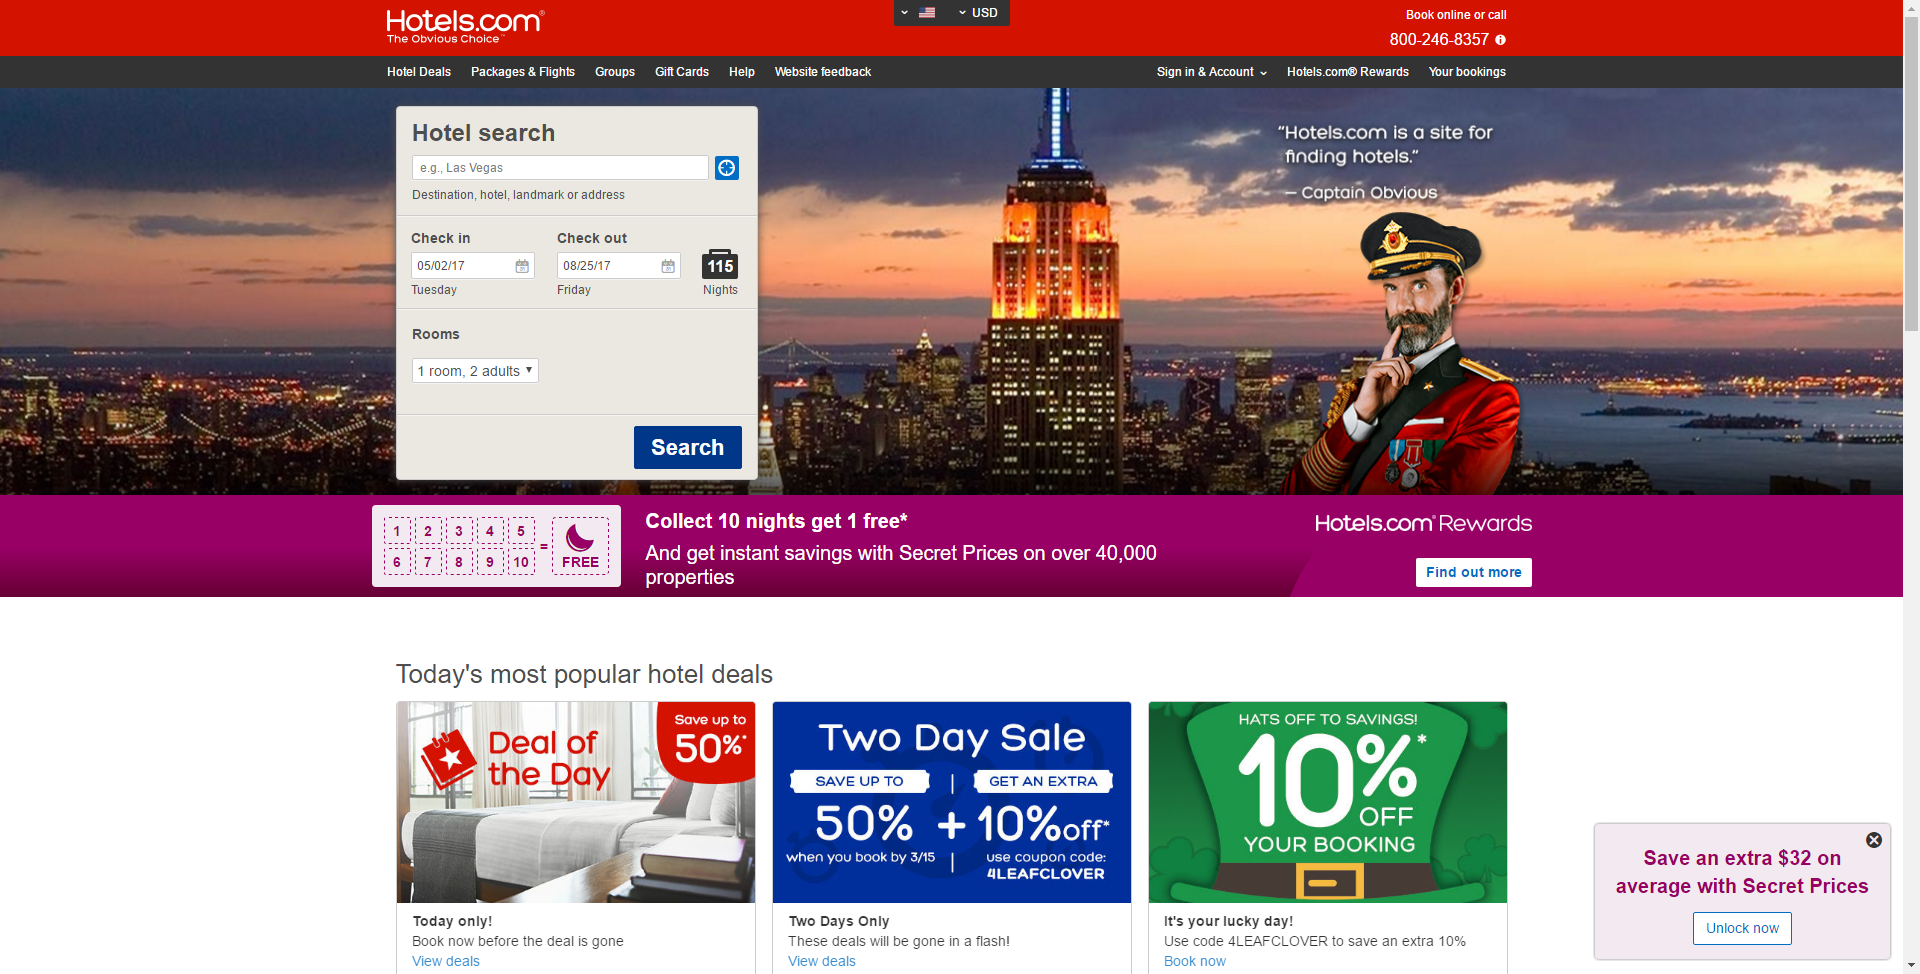 Hotels.com®
The Obvious Choice™
USD
Book online or call
800-246-8357
Hotel Deals
Packages & Flights
Groups
Gift Cards
Help
Website feedback
Sign in & Account
Hotels.com® Rewards
Your bookings
Hotel search
e.g., Las Vegas
Destination, hotel, landmark or address
Check in
Check out
05/02/17
08/25/17
115
Tuesday
Friday
Nights
Rooms
1 room, 2 adults
Search
“Hotels.com is a site for
finding hotels.”
— Captain Obvious
1 2 3 4 5
6 7 8 9 10
=
FREE
Collect 10 nights get 1 free*
And get instant savings with Secret Prices on over 40,000
properties
Hotels.com® Rewards
Find out more
Today's most popular hotel deals
Deal of
the Day
Save up to
50%*
Today only!
Book now before the deal is gone
View deals
Two Day Sale
SAVE UP TO
50%
when you book by 3/15
+
GET AN EXTRA
10%off*
use coupon code:
4LEAFCLOVER
Two Days Only
These deals will be gone in a flash!
View deals
HATS OFF TO SAVINGS!
10%*
OFF
YOUR BOOKING
It's your lucky day!
Use code 4LEAFCLOVER to save an extra 10%
Book now
Save an extra $32 on
average with Secret Prices
Unlock now